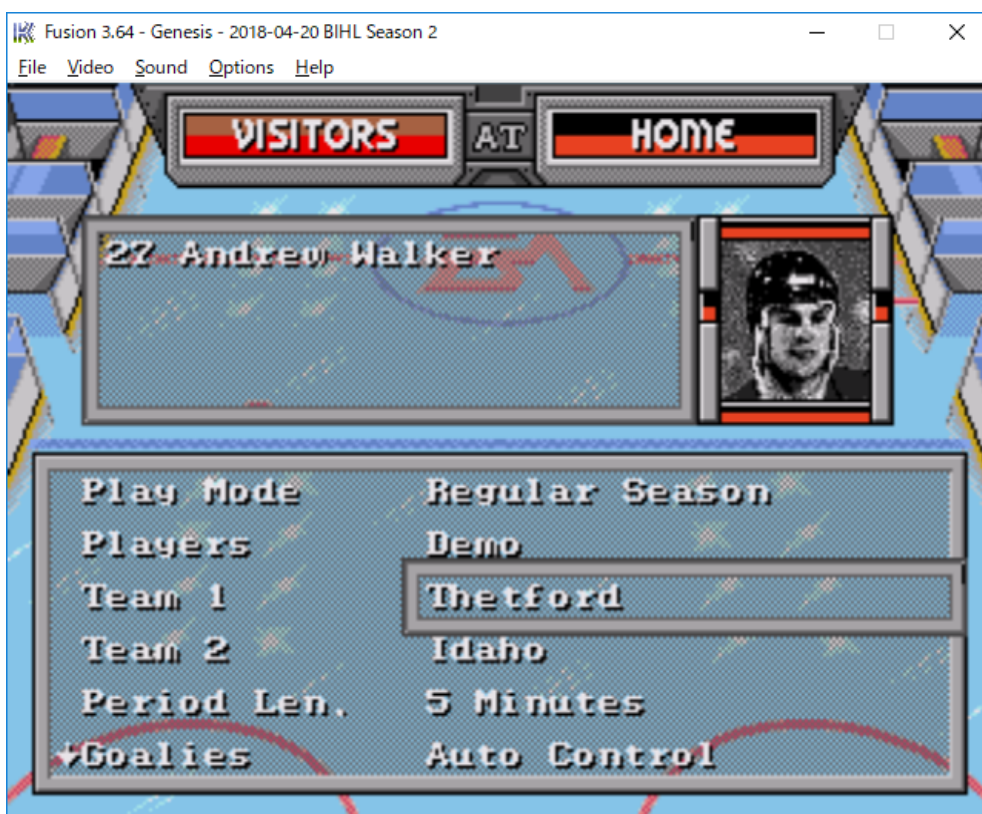 Fusion 3.64 - Genesis - 2018-04-20 BIHL Season 2
File Video Sound Options Help
VISITORS AT HOME
27 Andrew Walker
EA
Play Mode Regular Season
Players Demo
Team 1 Thetford
Team 2 Idaho
Period Len. 5 Minutes
Goalies Auto Control